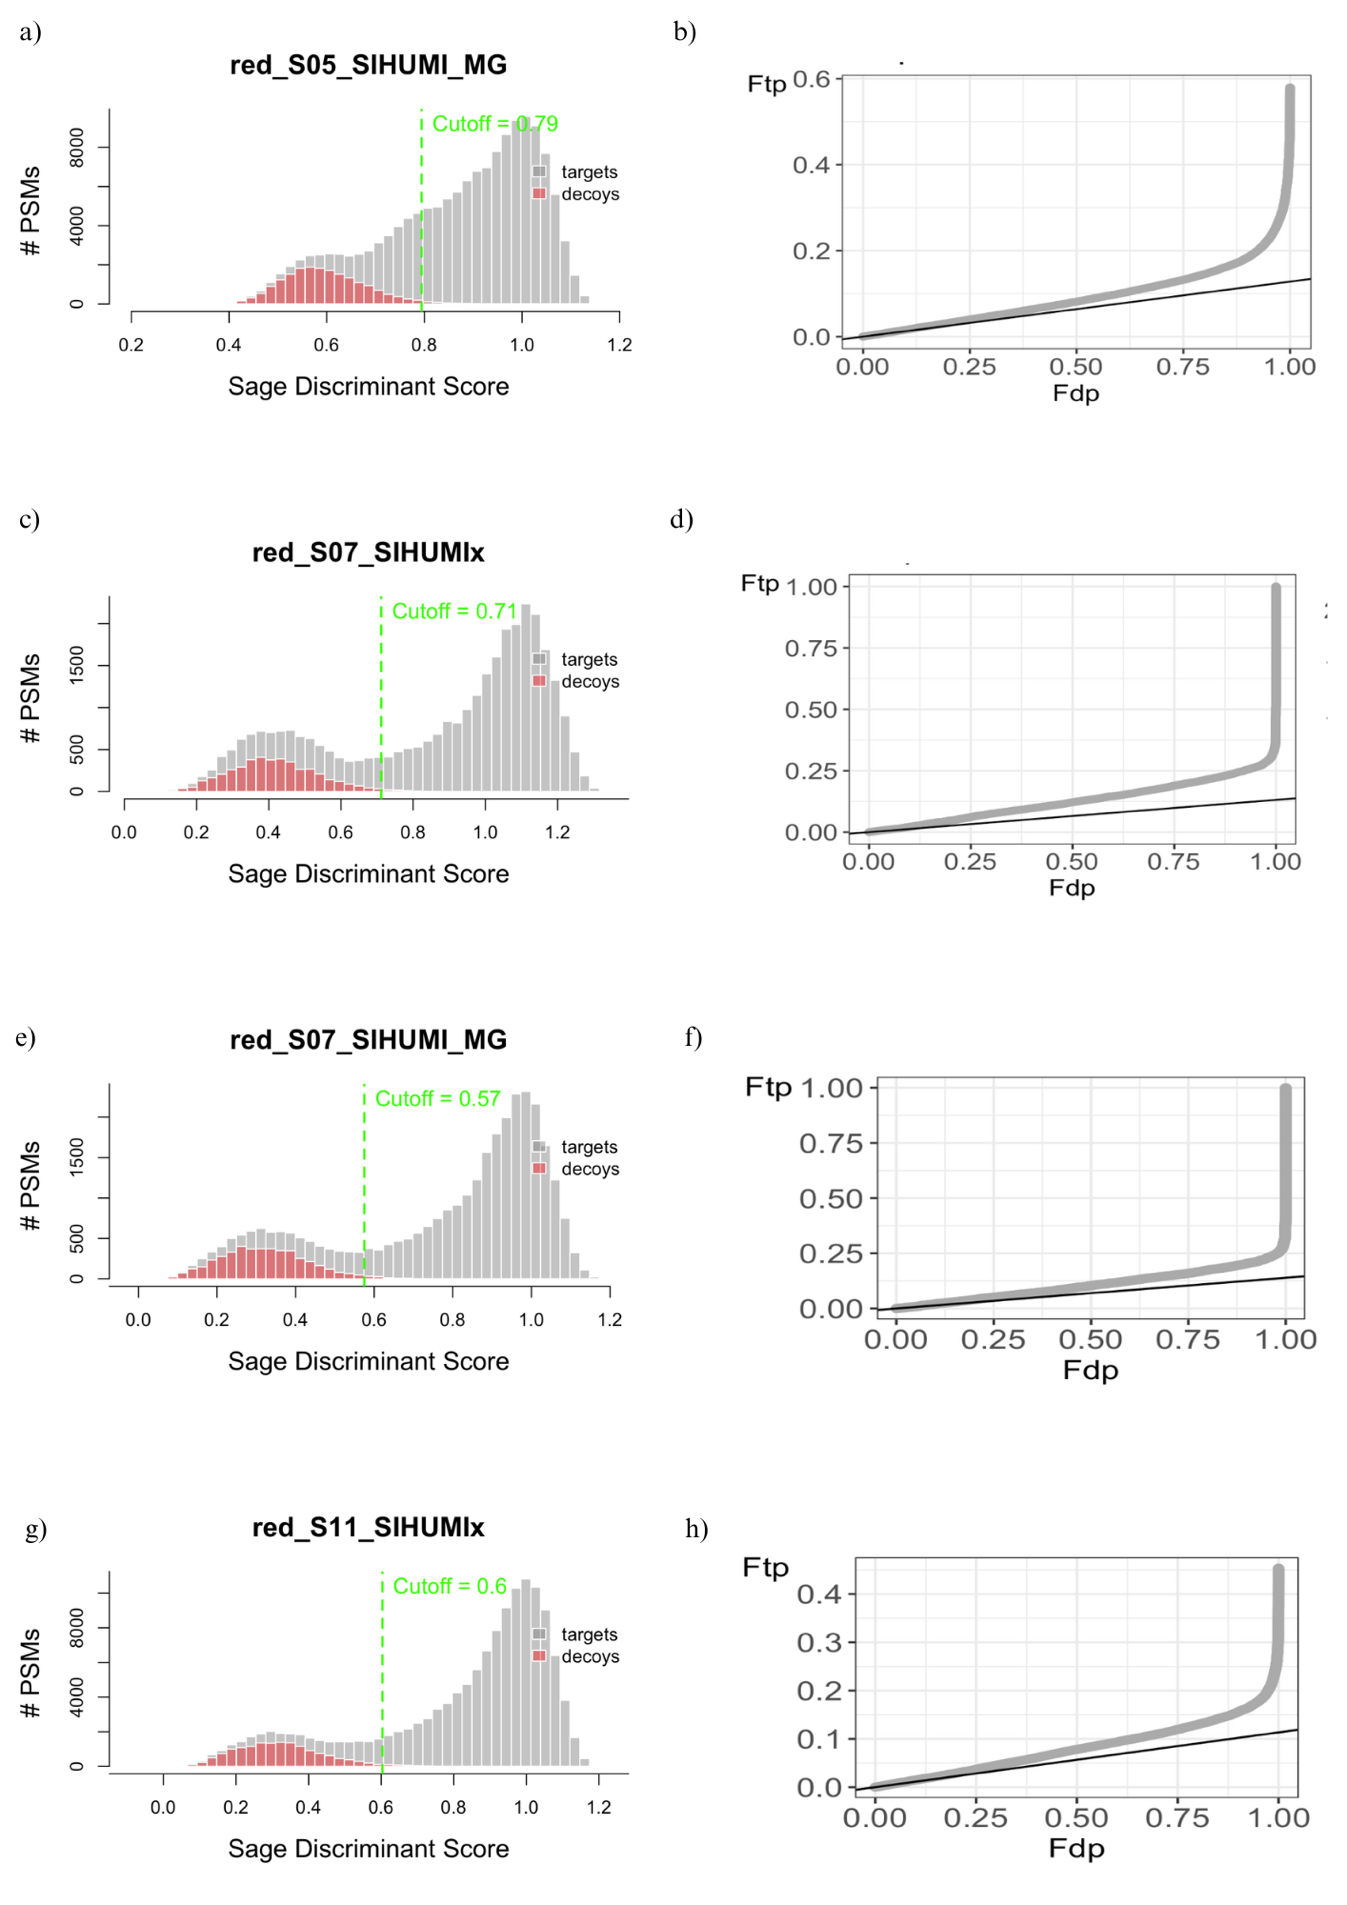 a)
red_S05_SIHUMI_MG
Cutoff = 0.79
targets
decoys
# PSMs
8000
4000
0
0.2 0.4 0.6 0.8 1.0 1.2
Sage Discriminant Score
b)
Ftp
0.6
0.4
0.2
0.0
0.00 0.25 0.50 0.75 1.00
Fdp
c)
red_S07_SIHUMIx
Cutoff = 0.71
targets
decoys
# PSMs
1500
500
0
0.0 0.2 0.4 0.6 0.8 1.0 1.2
Sage Discriminant Score
d)
Ftp
1.00
0.75
0.50
0.25
0.00
0.00 0.25 0.50 0.75 1.00
Fdp
e)
red_S07_SIHUMI_MG
Cutoff = 0.57
targets
decoys
# PSMs
1500
500
0
0.0 0.2 0.4 0.6 0.8 1.0 1.2
Sage Discriminant Score
f)
Ftp
1.00
0.75
0.50
0.25
0.00
0.00 0.25 0.50 0.75 1.00
Fdp
g)
red_S11_SIHUMIx
Cutoff = 0.6
targets
decoys
# PSMs
8000
4000
0
0.0 0.2 0.4 0.6 0.8 1.0 1.2
Sage Discriminant Score
h)
Ftp
0.4
0.3
0.2
0.1
0.0
0.00 0.25 0.50 0.75 1.00
Fdp